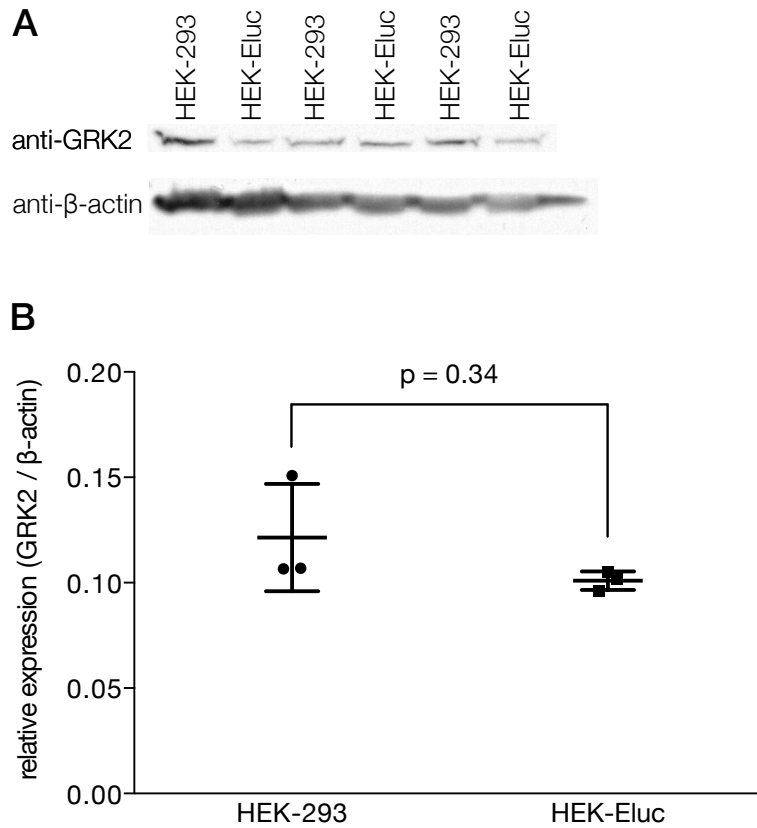 A
HEK-293
HEK-Eluc
HEK-293
HEK-Eluc
HEK-293
HEK-Eluc
anti-GRK2
anti-β-actin
B
relative expression (GRK2 / β-actin)
0.20
0.15
0.10
0.05
0.00
p = 0.34
HEK-293
HEK-Eluc